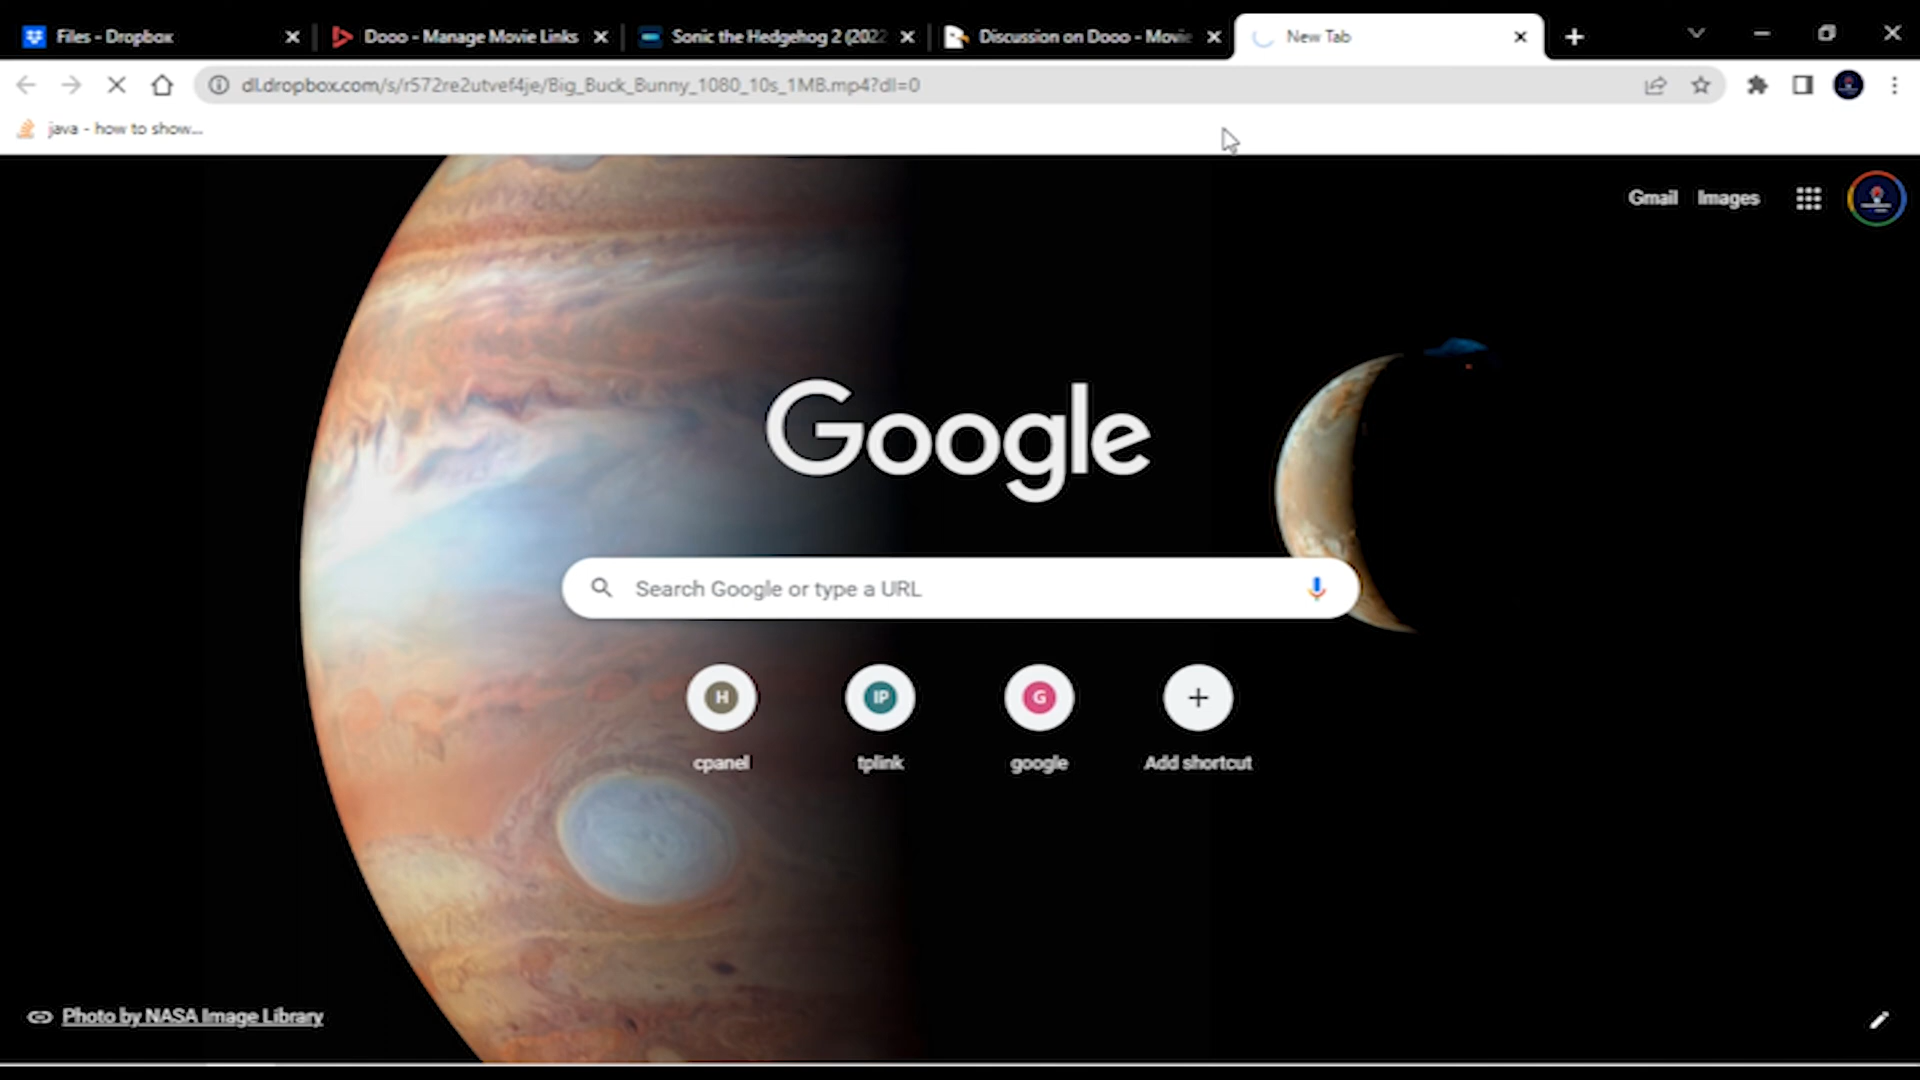 Files - Dropbox
Dooo - Manage Movie Links
Sonic the Hedgehog 2 (2022
Discussion on Dooo - Movie
New Tab
dl.dropbox.com/s/r572re2utvef4je/Big_Buck_Bunny_1080_10s_1MB.mp4?dl=0
java - how to show...
Gmail Images
Google
Search Google or type a URL
H
IP
G
cpanel
tplink
google
Add shortcut
Photo by NASA Image Library